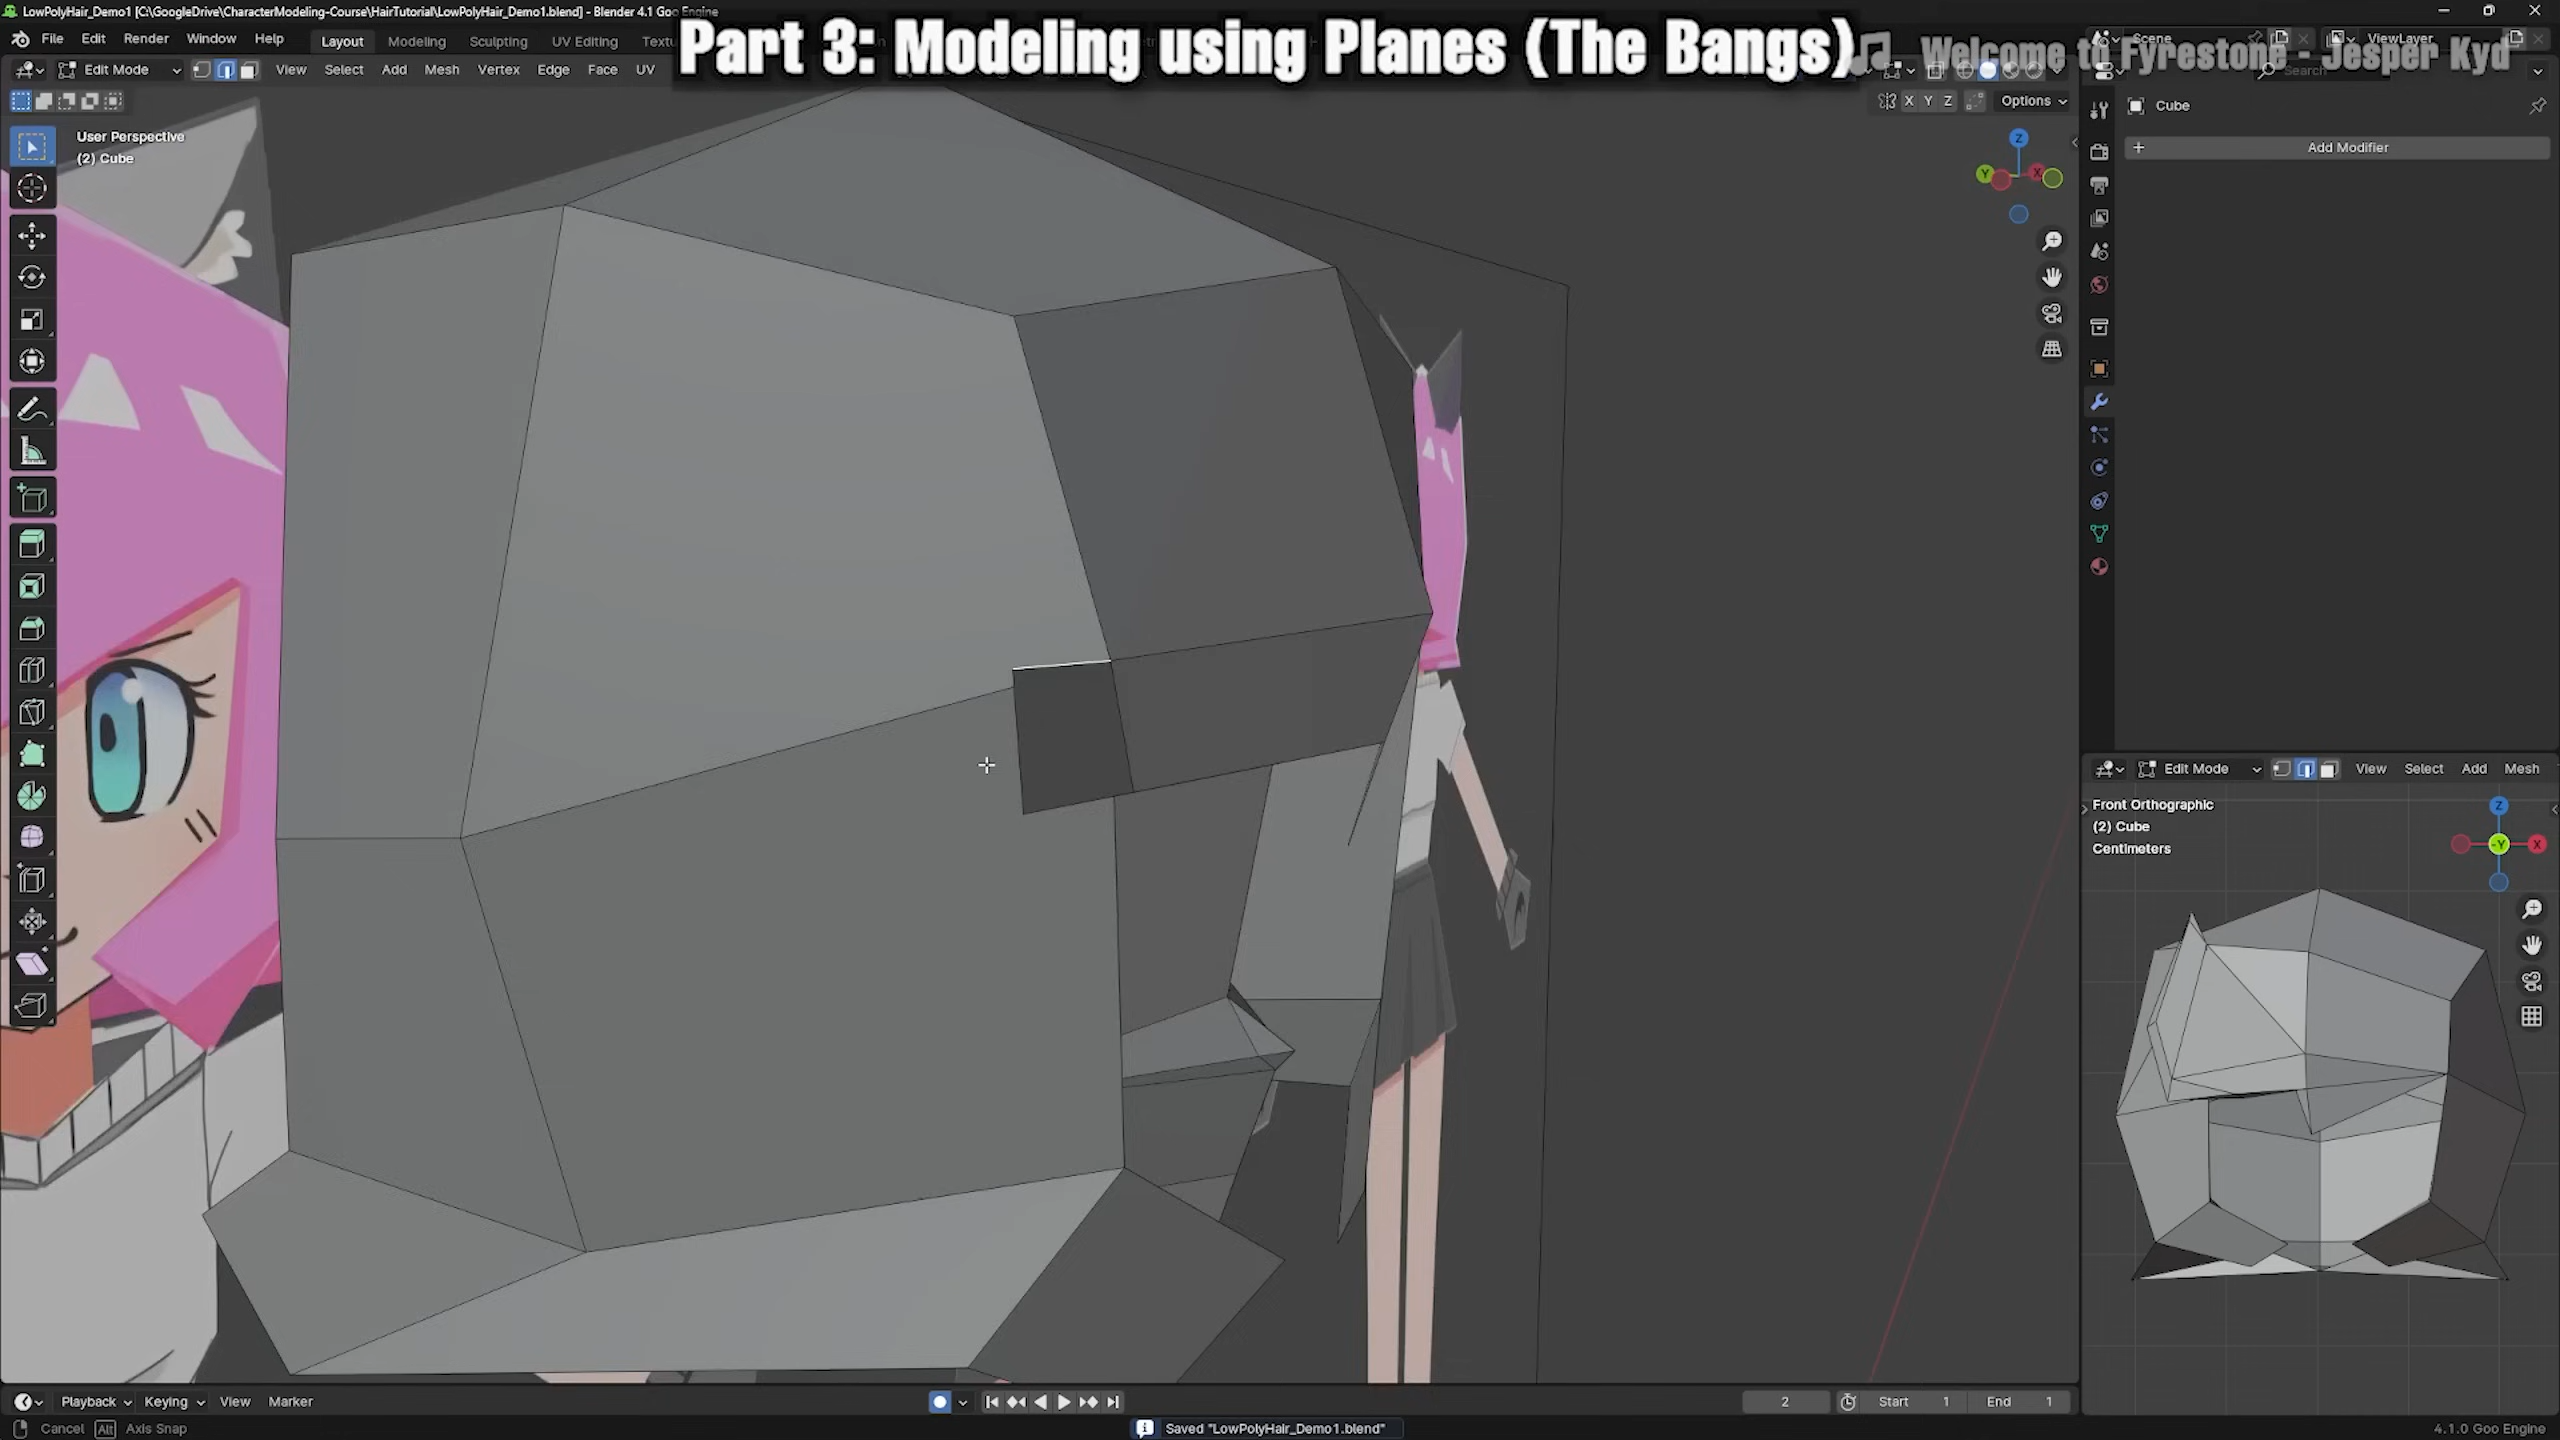 LowPolyHair_Demo1 [C:\GoogleDrive\CharacterModeling-Course\HairTutorial\LowPolyHair_Demo1.blend] - Blender 4.1 Goo Engine
Part 3: Modeling using Planes (The Bangs)
Welcome to Fyrestone - Jesper Kyd
File Edit Render Window Help Layout Modeling Sculpting UV Editing
Scene ViewLayer
Edit Mode View Select Add Mesh Vertex Edge Face UV
Search
X Y Z Options
User Perspective
(2) Cube
Z
Y X
Cube
Add Modifier
Edit Mode View Select Add Mesh
Front Orthographic
(2) Cube
Centimeters
Z
-Y X
Playback Keying View Marker
2 Start 1 End 1
Cancel Alt Axis Snap
Saved "LowPolyHair_Demo1.blend"
4.1.0 Goo Engine